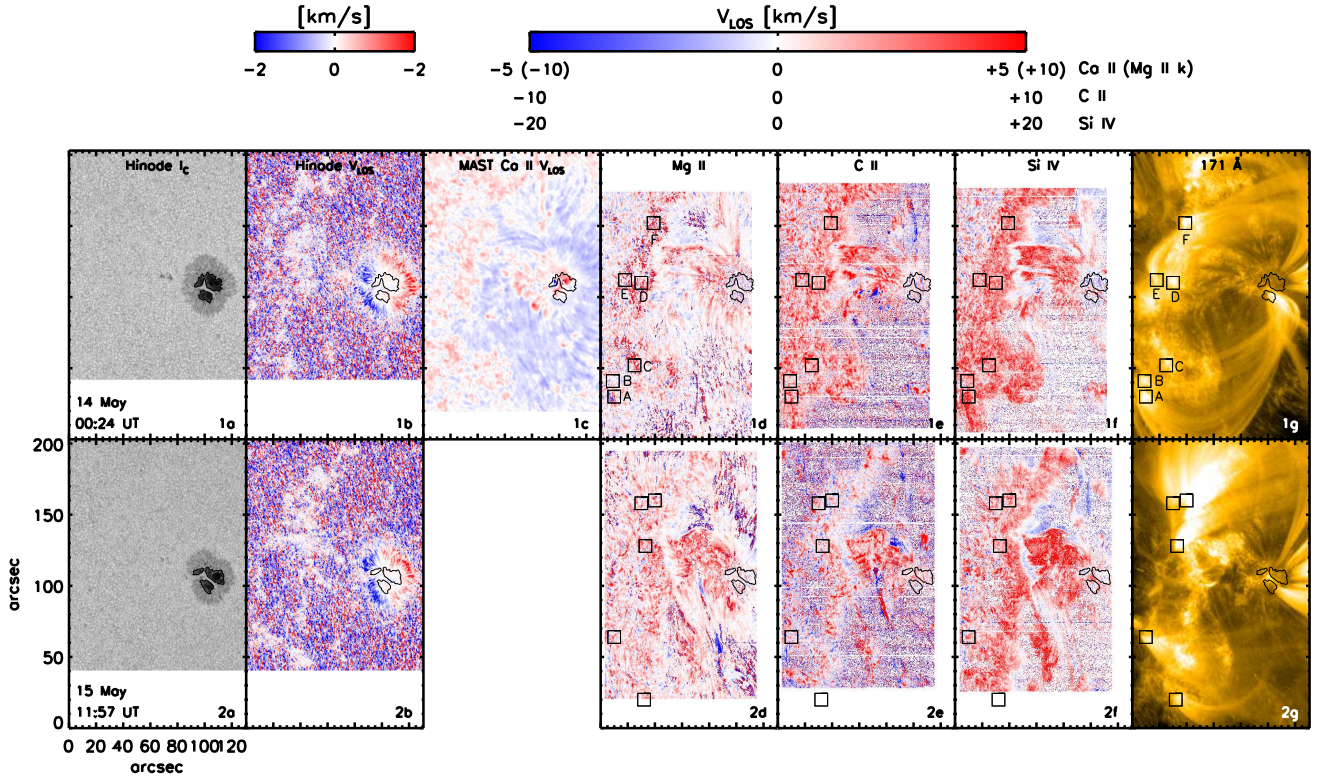 [km/s]
V_LOS [km/s]
−2 0 −2
−5 (−10) 0 +5 (+10) Ca II (Mg II k)
−10 0 +10 C II
−20 0 +20 Si IV
Hinode I_C
Hinode V_LOS
MAST Ca II V_LOS
Mg II
C II
Si IV
171 Å
F
E D
C
B
A
F
E D
C
B
A
14 May
00:24 UT 1a
1b
1c
1d
1e
1f
1g
200
150
100
50
0
arcsec
15 May
11:57 UT 2a
2b
2d
2e
2f
2g
0 20 40 60 80 100 120
arcsec